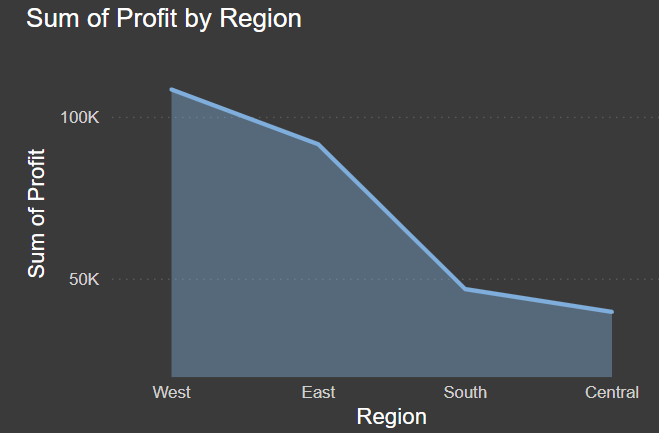 Sum of Profit by Region
Sum of Profit
100K
50K
West East South Central
Region